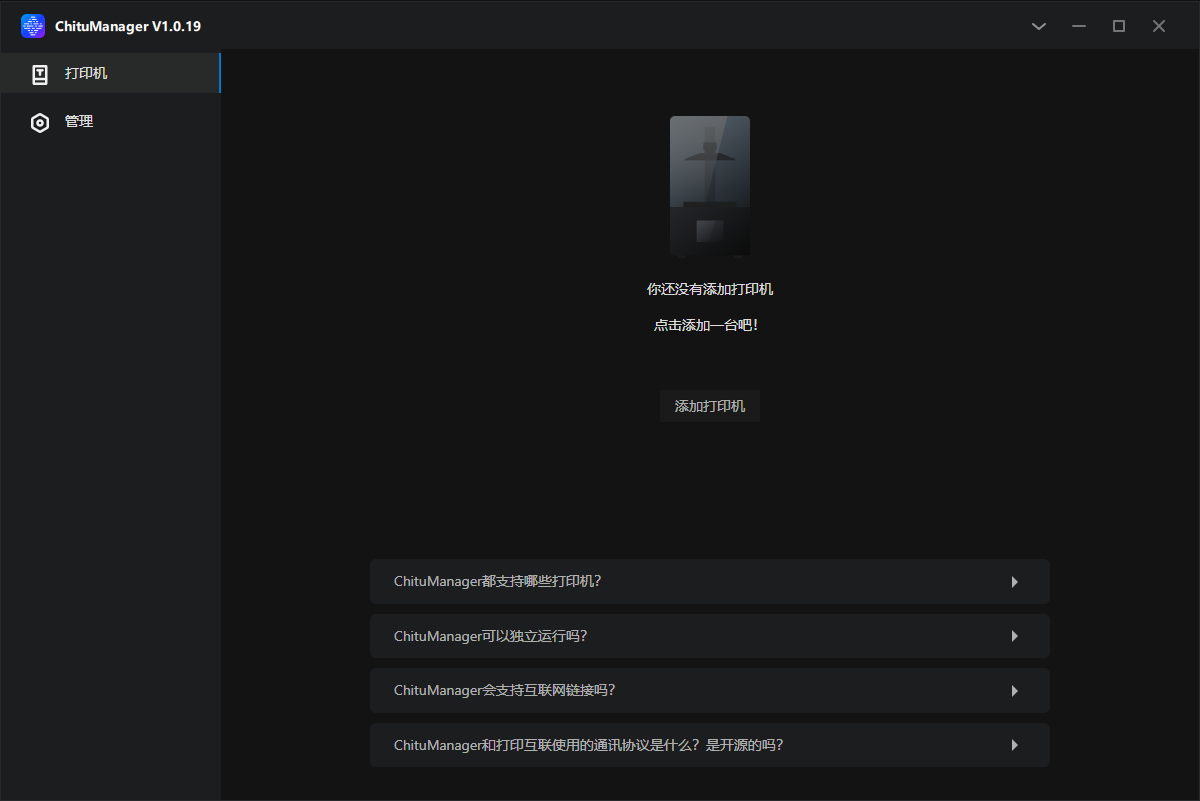 ChituManager V1.0.19
打印机
管理
你还没有添加打印机
点击添加一台吧！
添加打印机
ChituManager都支持哪些打印机？
ChituManager可以独立运行吗？
ChituManager会支持互联网链接吗？
ChituManager和打印互联使用的通讯协议是什么？是开源的吗？